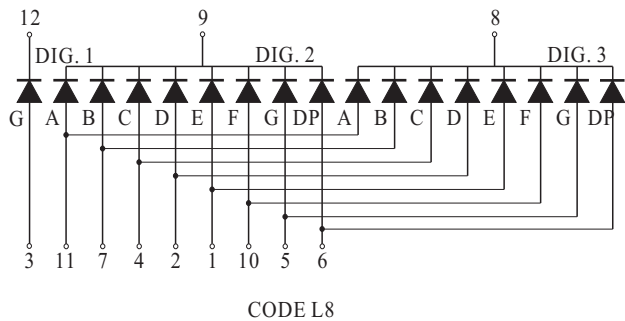 12 9 8
DIG. 1 DIG. 2 DIG. 3
G A B C D E F G DP A B C D E F G DP
3 11 7 4 2 1 10 5 6
CODE L8